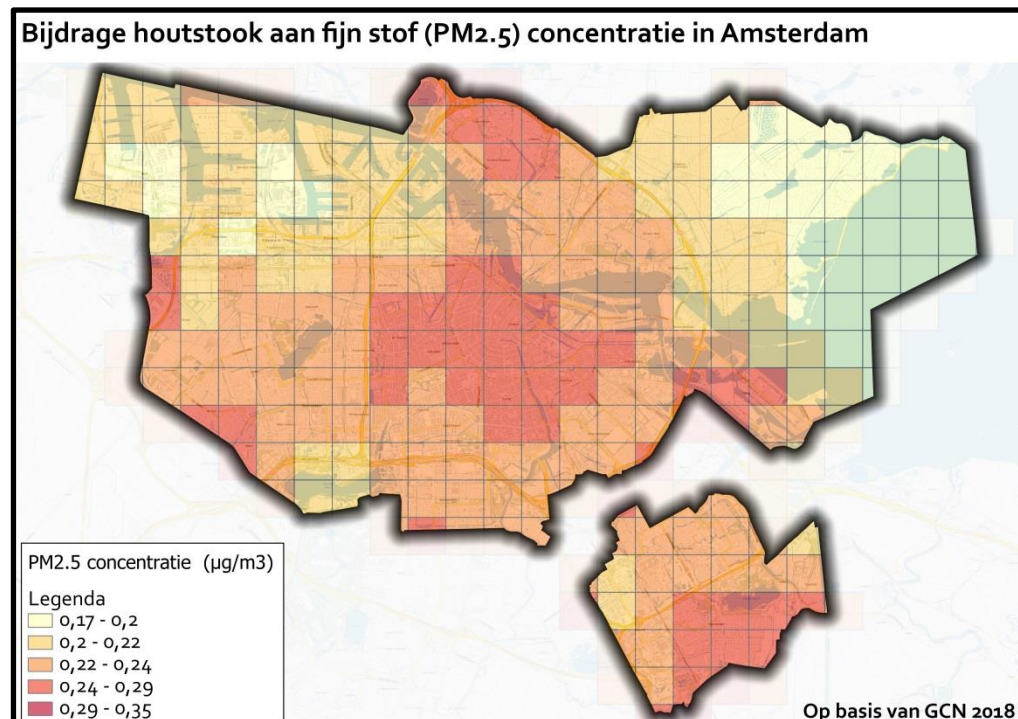 Bijdrage houtstook aan fijn stof (PM2.5) concentratie in Amsterdam
PM2.5 concentratie (µg/m3)
Legenda
0,17 - 0,2
0,2 - 0,22
0,22 - 0,24
0,24 - 0,29
0,29 - 0,35
Op basis van GCN 2018